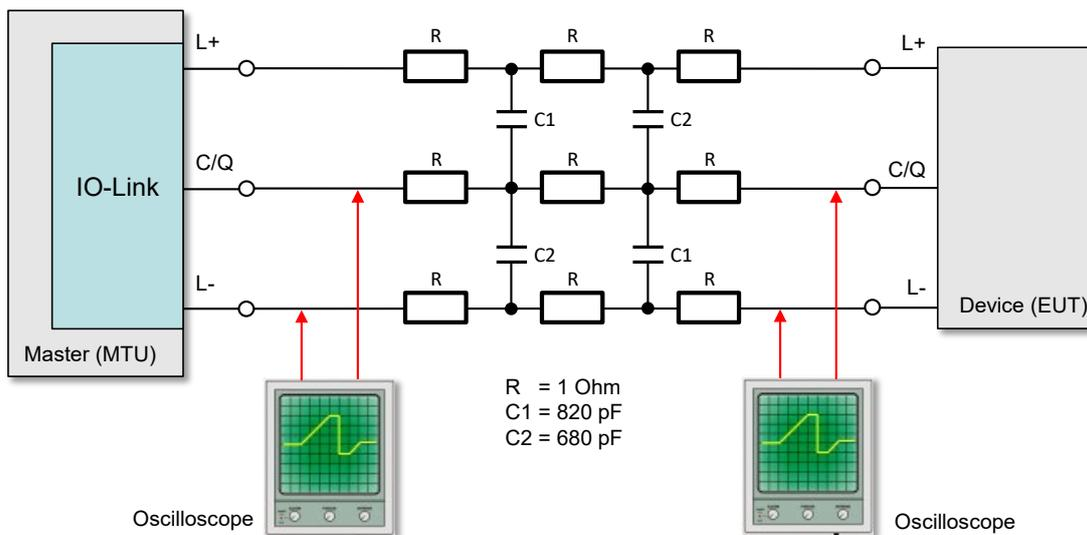 L+
R
R
R
L+
C1
C2
C/Q
R
R
R
C/Q
IO-Link
C2
C1
L-
R
R
R
L-
Device (EUT)
Master (MTU)
R = 1 Ohm
C1 = 820 pF
C2 = 680 pF
Oscilloscope
Oscilloscope